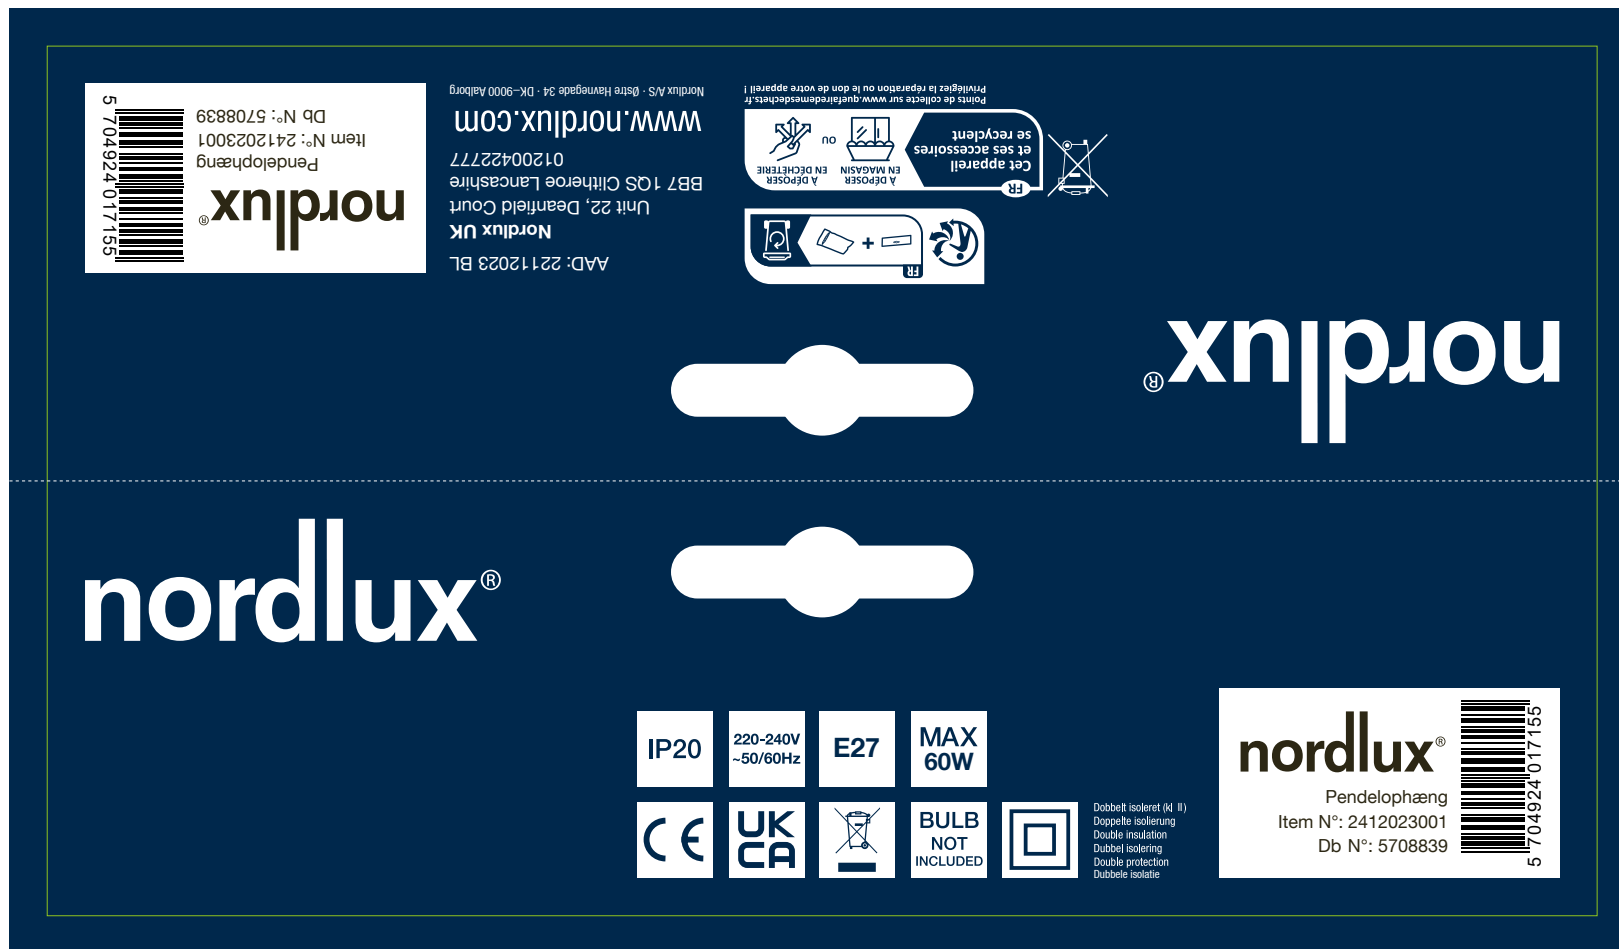 nordlux®
Pendelophæng
Item N°: 2412023001
Db N°: 5708839
5 704924 017155
AAD: 22112023 BL
Nordlux UK
Unit 22, Deanfield Court
BB7 1QS Clitheroe Lancashire
01200422777
www.nordlux.com
Nordlux A/S · Østre Havnegade 34 · DK–9000 Aalborg
FR
FR
Cet appareil
et ses accessoires
se recyclent
À DÉPOSER
EN MAGASIN
OU
À DÉPOSER
EN DÉCHÈTERIE
Points de collecte sur www.quefairedemesdechets.fr
Privilégiez la réparation ou le don de votre appareil !
nordlux®
nordlux®
IP20
220-240V
~50/60Hz
E27
MAX
60W
CE
UK
CA
BULB
NOT
INCLUDED
Dobbelt isoleret (kl II)
Doppelte isolierung
Double insulation
Dubbel isolering
Double protection
Dubbele isolatie
nordlux®
Pendelophæng
Item N°: 2412023001
Db N°: 5708839
5 704924 017155